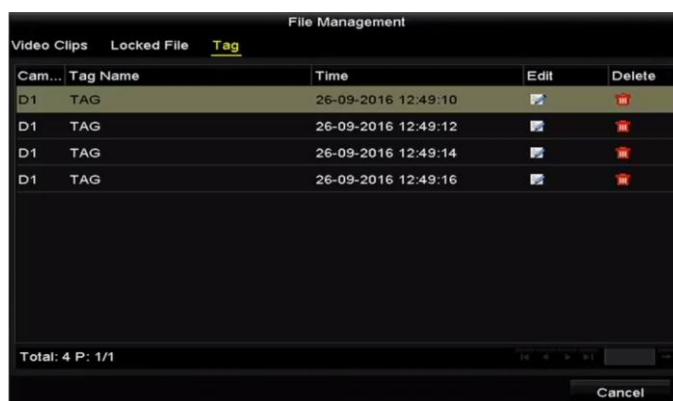 File Management
Video Clips Locked File Tag
Cam... Tag Name Time Edit Delete
D1 TAG 26-09-2016 12:49:10
D1 TAG 26-09-2016 12:49:12
D1 TAG 26-09-2016 12:49:14
D1 TAG 26-09-2016 12:49:16
Total: 4 P: 1/1
Cancel